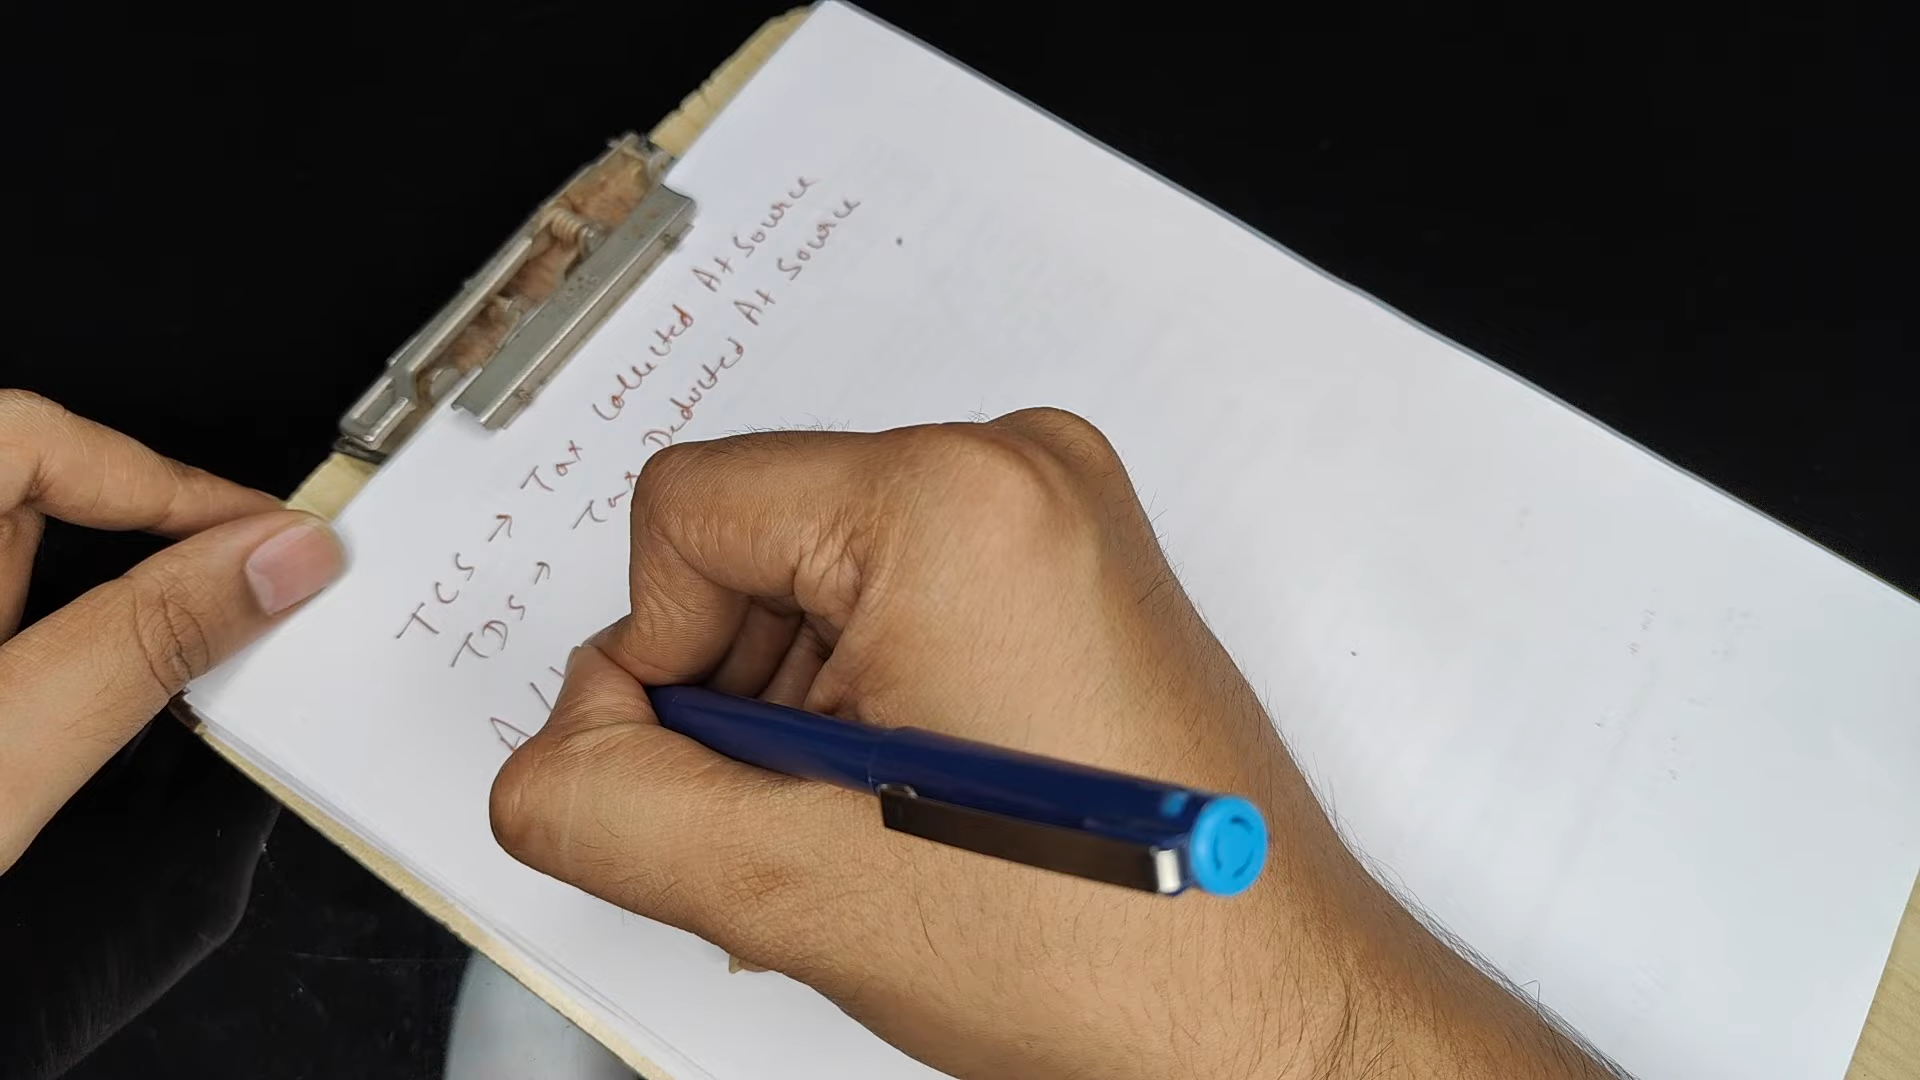 TCS → Tax Collected At Source
TDS → Tax Deducted At Source
A/